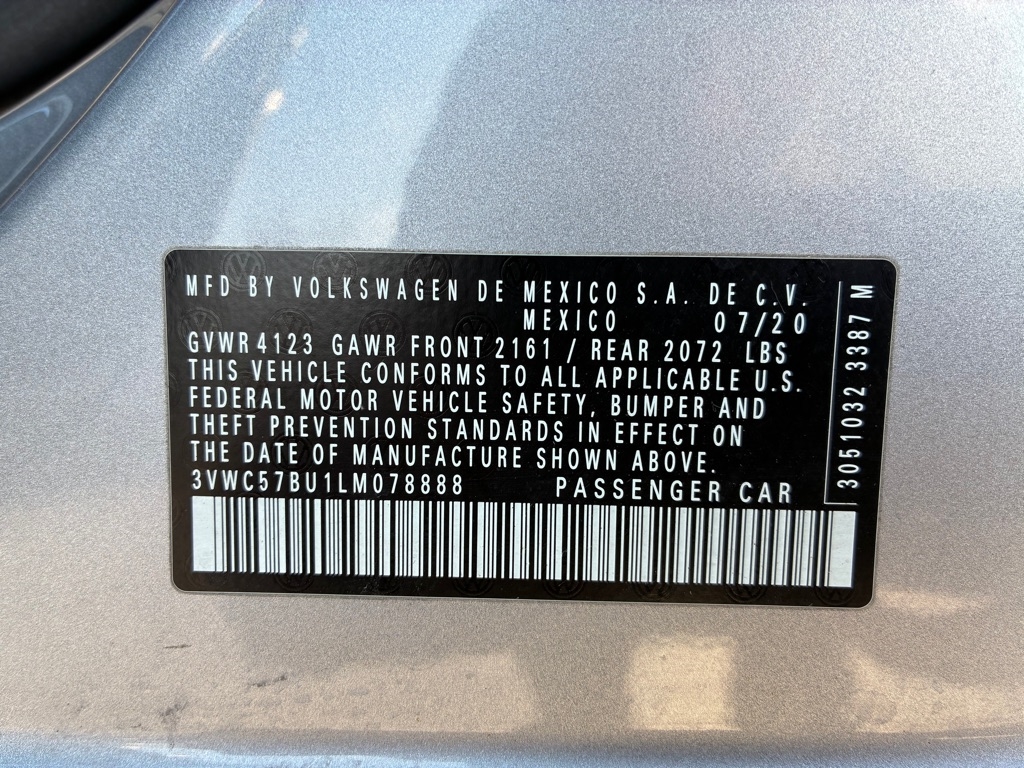 MFD BY VOLKSWAGEN DE MEXICO S.A. DE C.V.
MEXICO 07/20
GVWR 4123 GAWR FRONT 2161 / REAR 2072 LBS
THIS VEHICLE CONFORMS TO ALL APPLICABLE U.S.
FEDERAL MOTOR VEHICLE SAFETY, BUMPER AND
THEFT PREVENTION STANDARDS IN EFFECT ON
THE DATE OF MANUFACTURE SHOWN ABOVE.
3VWC57BU1LM078888 PASSENGER CAR
3051032 3387 M